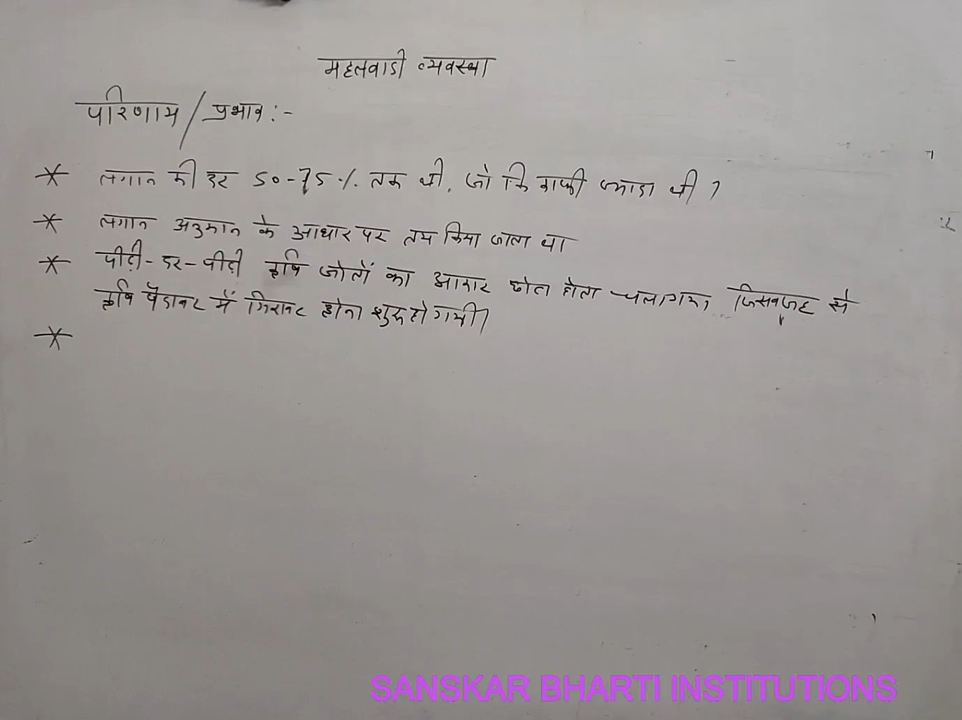 महलवाडी व्यवस्था
परिणाम / प्रभाव :-
* लगान की दर 50-75% तक थी, जो कि काफी ज्यादा थी।
* लगान अनुमान के आधार पर तय किया जाता था
* पीढी-दर-पीढी कृषि जोतों का आकार छोटा होता चला गया, जिस वजह से
कृषि पैदावार में गिरावट होना शुरू हो गयी।
*
SANSKAR BHARTI INSTITUTIONS